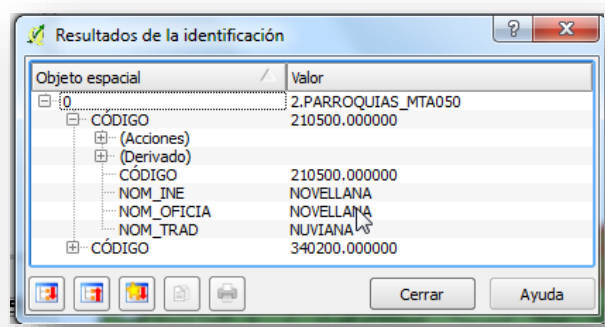 Resultados de la identificación
Objeto espacial Valor
0 2.PARROQUIAS_MTA050
CÓDIGO 210500.000000
(Acciones)
(Derivado)
CÓDIGO 210500.000000
NOM_INE NOVELLANA
NOM_OFICIA NOVELLANA
NOM_TRAD NUVIANA
CÓDIGO 340200.000000
Cerrar Ayuda